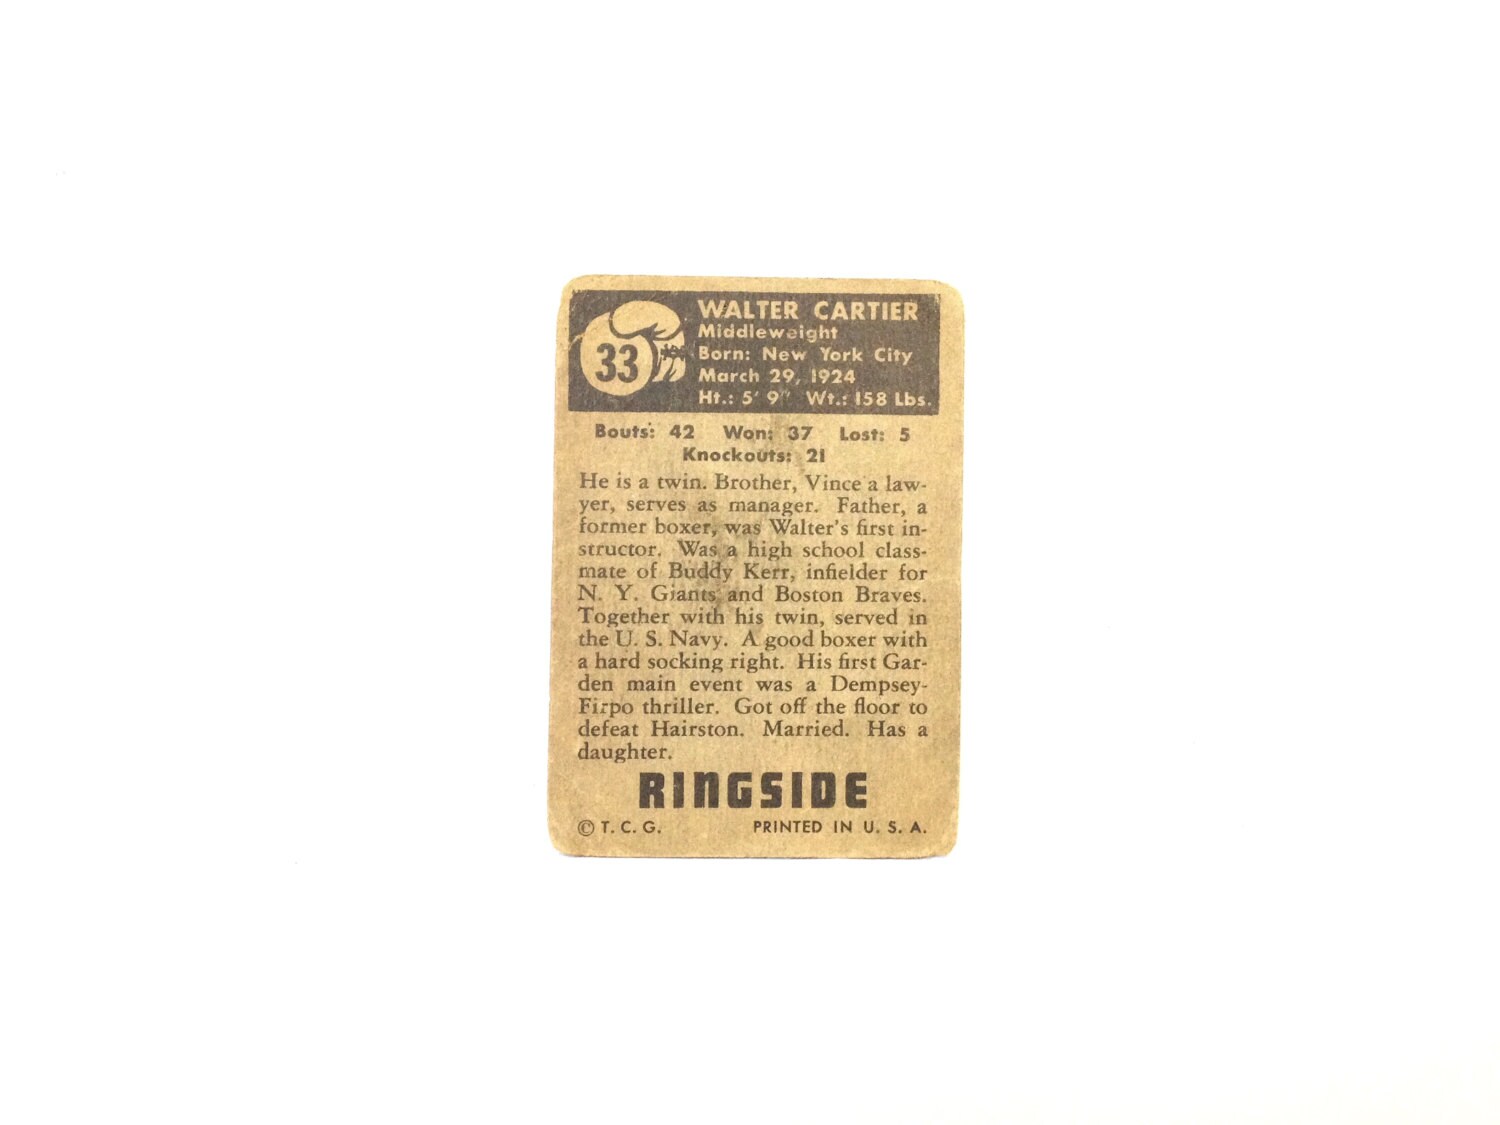 33
WALTER CARTIER
Middleweight
Born: New York City
March 29, 1924
Ht.: 5' 9" Wt.: 158 Lbs.
Bouts: 42 Won: 37 Lost: 5
Knockouts: 21
He is a twin. Brother, Vince a law-
yer, serves as manager. Father, a
former boxer, was Walter's first in-
structor. Was a high school class-
mate of Buddy Kerr, infielder for
N. Y. Giants and Boston Braves.
Together with his twin, served in
the U. S. Navy. A good boxer with
a hard socking right. His first Gar-
den main event was a Dempsey-
Firpo thriller. Got off the floor to
defeat Hairston. Married. Has a
daughter.
RINGSIDE
© T. C. G. PRINTED IN U. S. A.